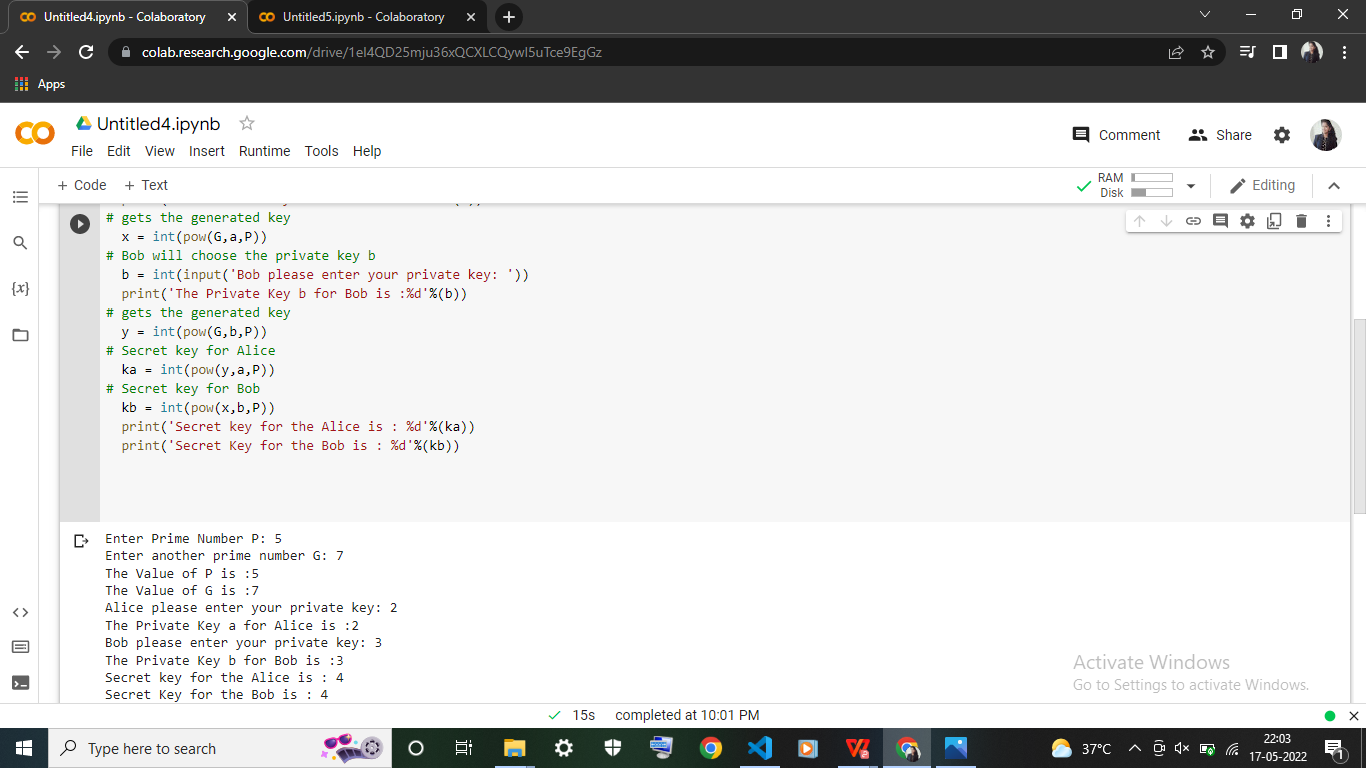 Untitled4.ipynb - Colaboratory
Untitled5.ipynb - Colaboratory
colab.research.google.com/drive/1eI4QD25mju36xQCXLCQywI5uTce9EgGz
Apps
Untitled4.ipynb
Comment
Share
File Edit View Insert Runtime Tools Help
+ Code + Text
RAM
Disk
Editing
# gets the generated key
x = int(pow(G,a,P))
# Bob will choose the private key b
b = int(input('Bob please enter your private key: '))
print('The Private Key b for Bob is :%d'%(b))
# gets the generated key
y = int(pow(G,b,P))
# Secret key for Alice
ka = int(pow(y,a,P))
# Secret key for Bob
kb = int(pow(x,b,P))
print('Secret key for the Alice is : %d'%(ka))
print('Secret Key for the Bob is : %d'%(kb))
{x}
Enter Prime Number P: 5
Enter another prime number G: 7
The Value of P is :5
The Value of G is :7
Alice please enter your private key: 2
The Private Key a for Alice is :2
Bob please enter your private key: 3
The Private Key b for Bob is :3
Secret key for the Alice is : 4
Secret Key for the Bob is : 4
Activate Windows
Go to Settings to activate Windows.
15s completed at 10:01 PM
Type here to search
37°C
22:03
17-05-2022
1